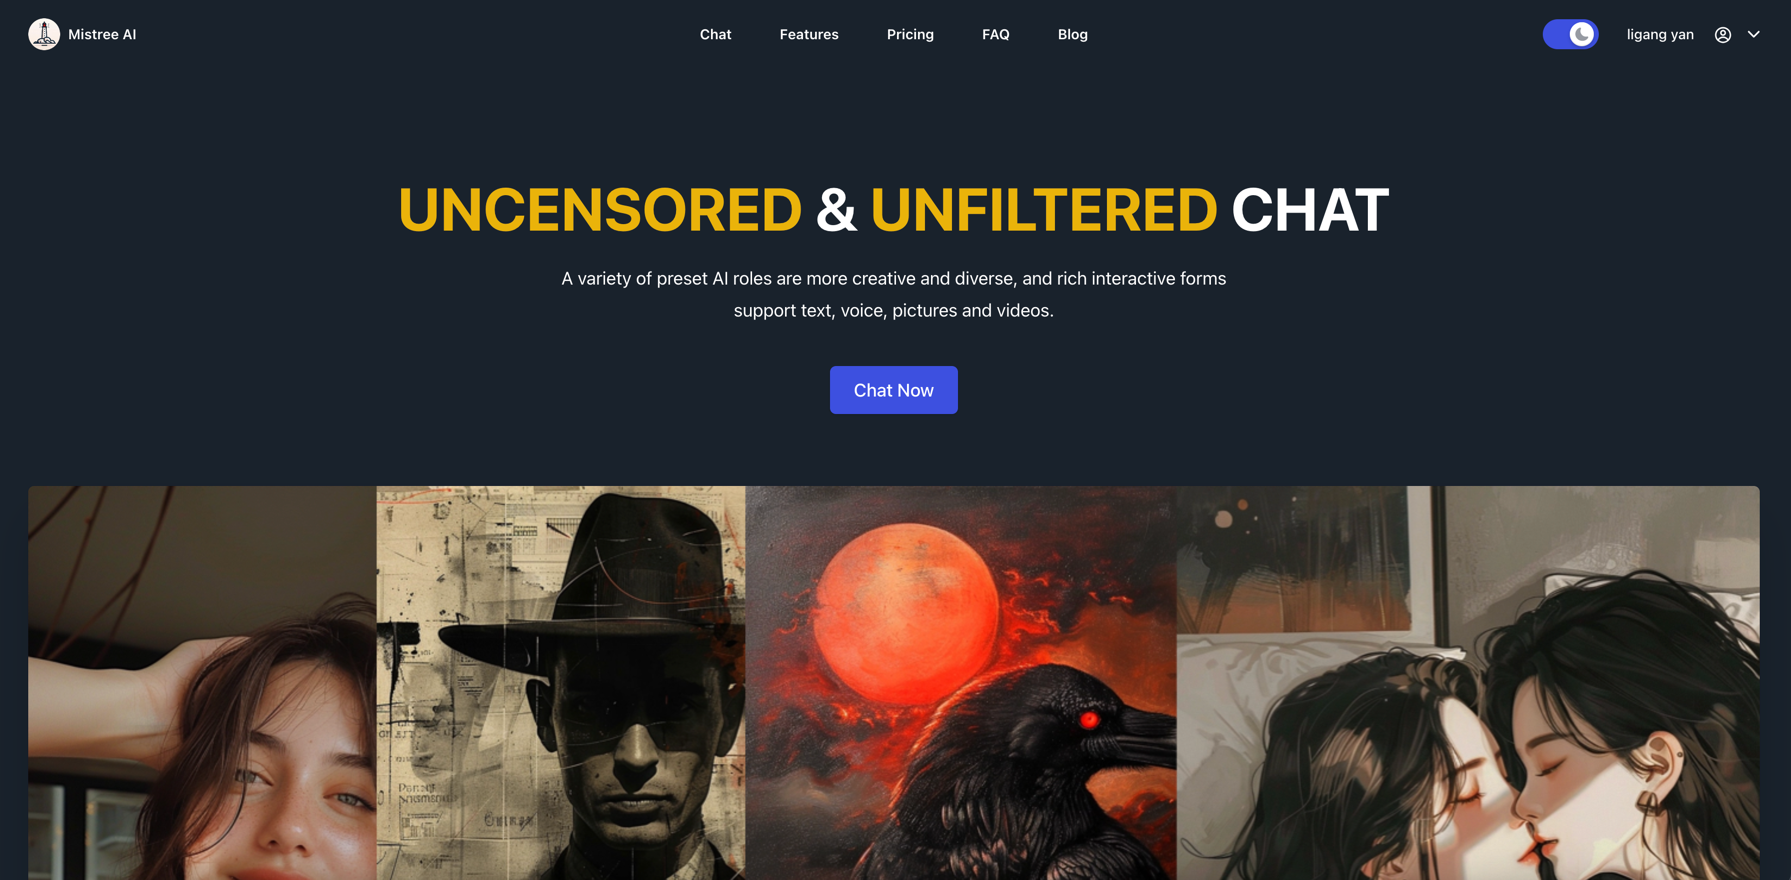 Mistree AI
Chat
Features
Pricing
FAQ
Blog
ligang yan
UNCENSORED & UNFILTERED CHAT
A variety of preset AI roles are more creative and diverse, and rich interactive forms
support text, voice, pictures and videos.
Chat Now